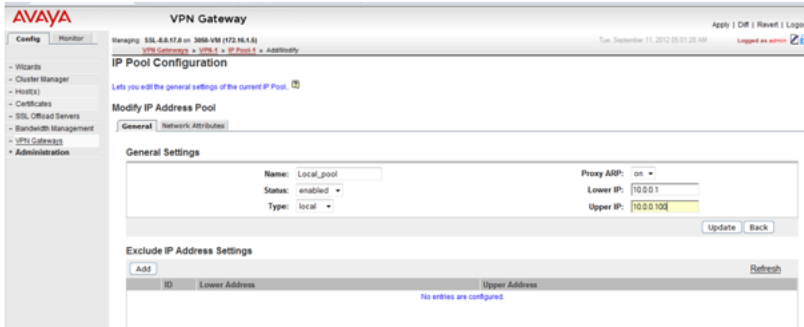 AVAYA
VPN Gateway
Apply | Diff | Revert | Logo
Config Monitor
Managing: SSL-8.0.17.0 on 3050-VM (172.16.1.5)
Tue, September 11, 2012 05:01:28 AM
Logged as admin
VPN Gateways » VPN-1 » IP Pool-1 » Add/Modify
IP Pool Configuration
– Wizards
– Cluster Manager
– Host(s)
– Certificates
– SSL Offload Servers
– Bandwidth Management
– VPN Gateways
+ Administration
Lets you edit the general settings of the current IP Pool..
Modify IP Address Pool
General Network Attributes
General Settings
Name: Local_pool Proxy ARP: on
Status: enabled Lower IP: 10.0.0.1
Type: local Upper IP: 10.0.0.100
Update Back
Exclude IP Address Settings
Add Refresh
ID Lower Address Upper Address
No entries are configured.